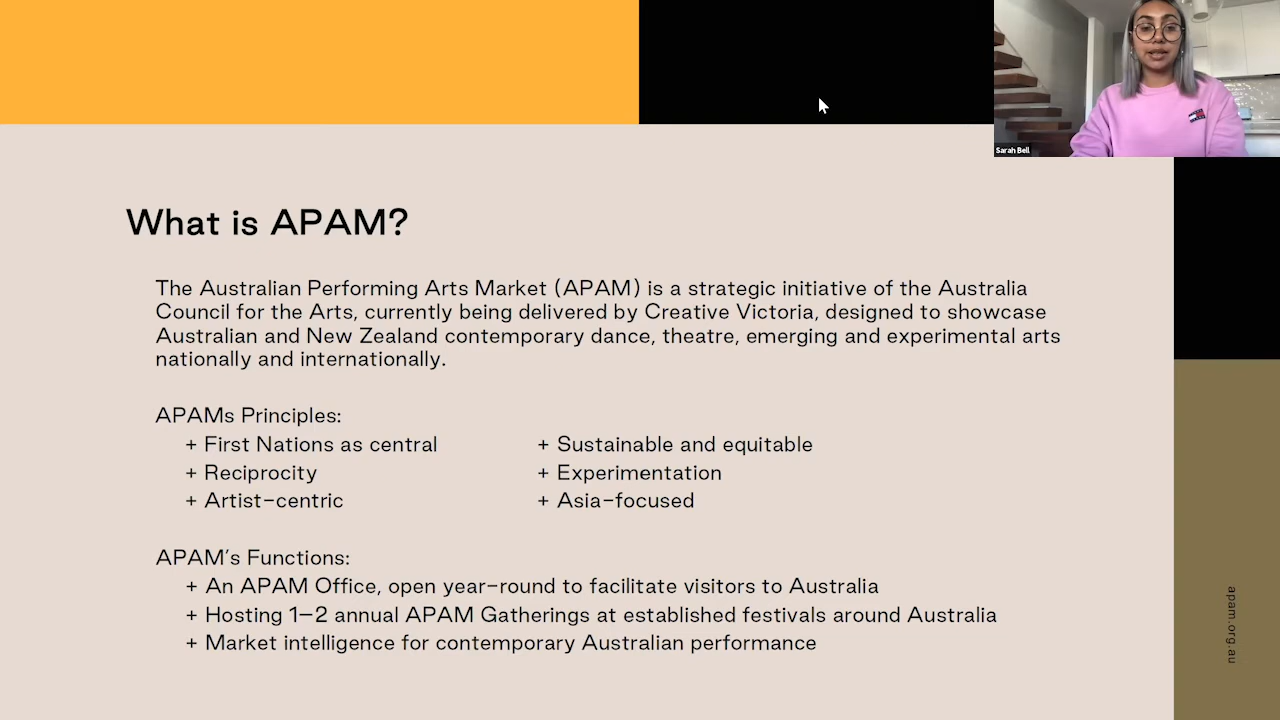 Sarah Bell
What is APAM?
The Australian Performing Arts Market (APAM) is a strategic initiative of the Australia
Council for the Arts, currently being delivered by Creative Victoria, designed to showcase
Australian and New Zealand contemporary dance, theatre, emerging and experimental arts
nationally and internationally.
APAMs Principles:
+ First Nations as central
+ Reciprocity
+ Artist-centric
+ Sustainable and equitable
+ Experimentation
+ Asia-focused
APAM's Functions:
+ An APAM Office, open year-round to facilitate visitors to Australia
+ Hosting 1–2 annual APAM Gatherings at established festivals around Australia
+ Market intelligence for contemporary Australian performance
apam.org.au